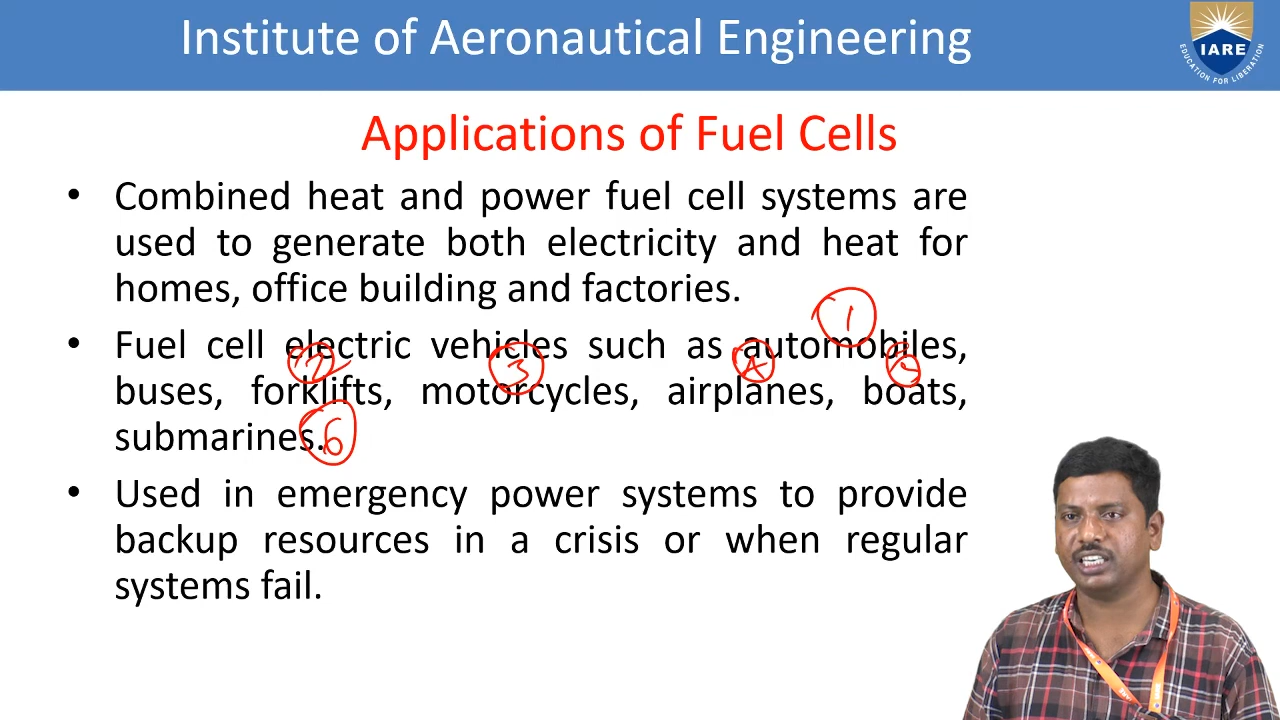 Institute of Aeronautical Engineering
IARE
EDUCATION FOR LIBERATION
Applications of Fuel Cells
• Combined heat and power fuel cell systems are
used to generate both electricity and heat for
homes, office building and factories.
1
• Fuel cell electric vehicles such as automobiles,
2 3 4 5
buses, forklifts, motorcycles, airplanes, boats,
submarines.
6
• Used in emergency power systems to provide
backup resources in a crisis or when regular
systems fail.